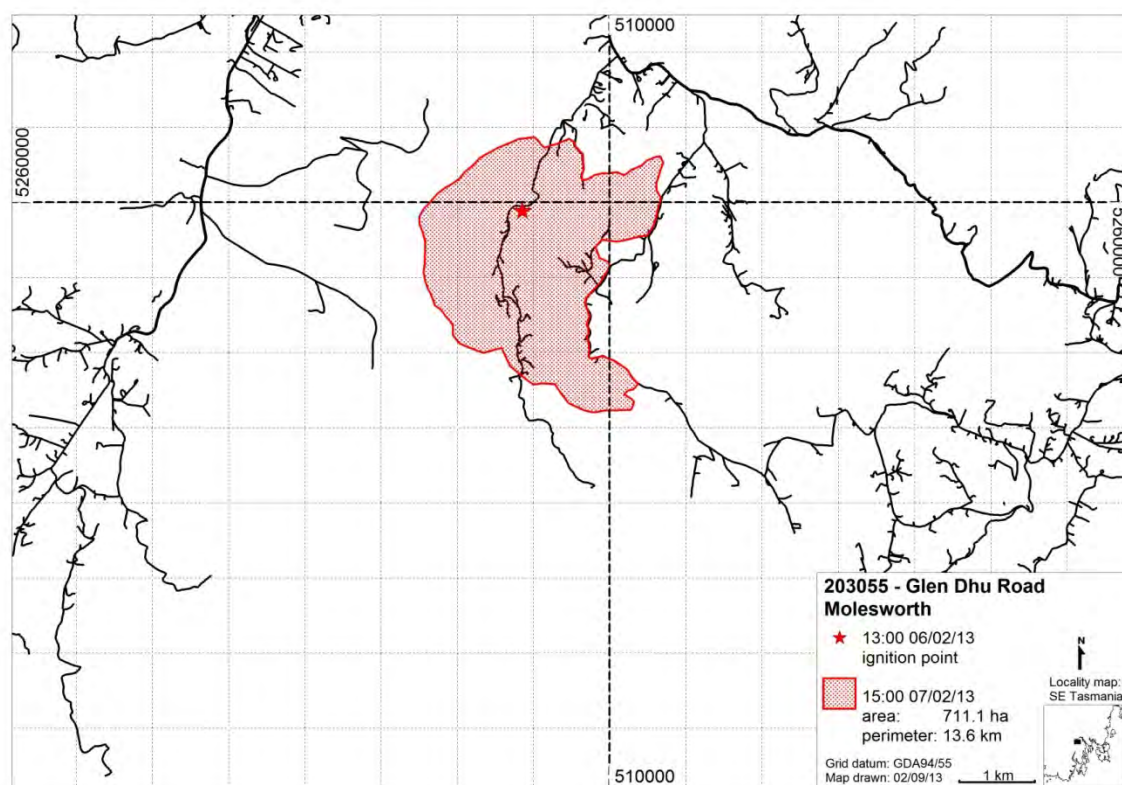 510000
5260000
5260000
203055 - Glen Dhu Road
Molesworth
13:00 06/02/13
ignition point
15:00 07/02/13
area: 711.1 ha
perimeter: 13.6 km
N
Locality map:
SE Tasmania
Grid datum: GDA94/55
Map drawn: 02/09/13
1 km
510000